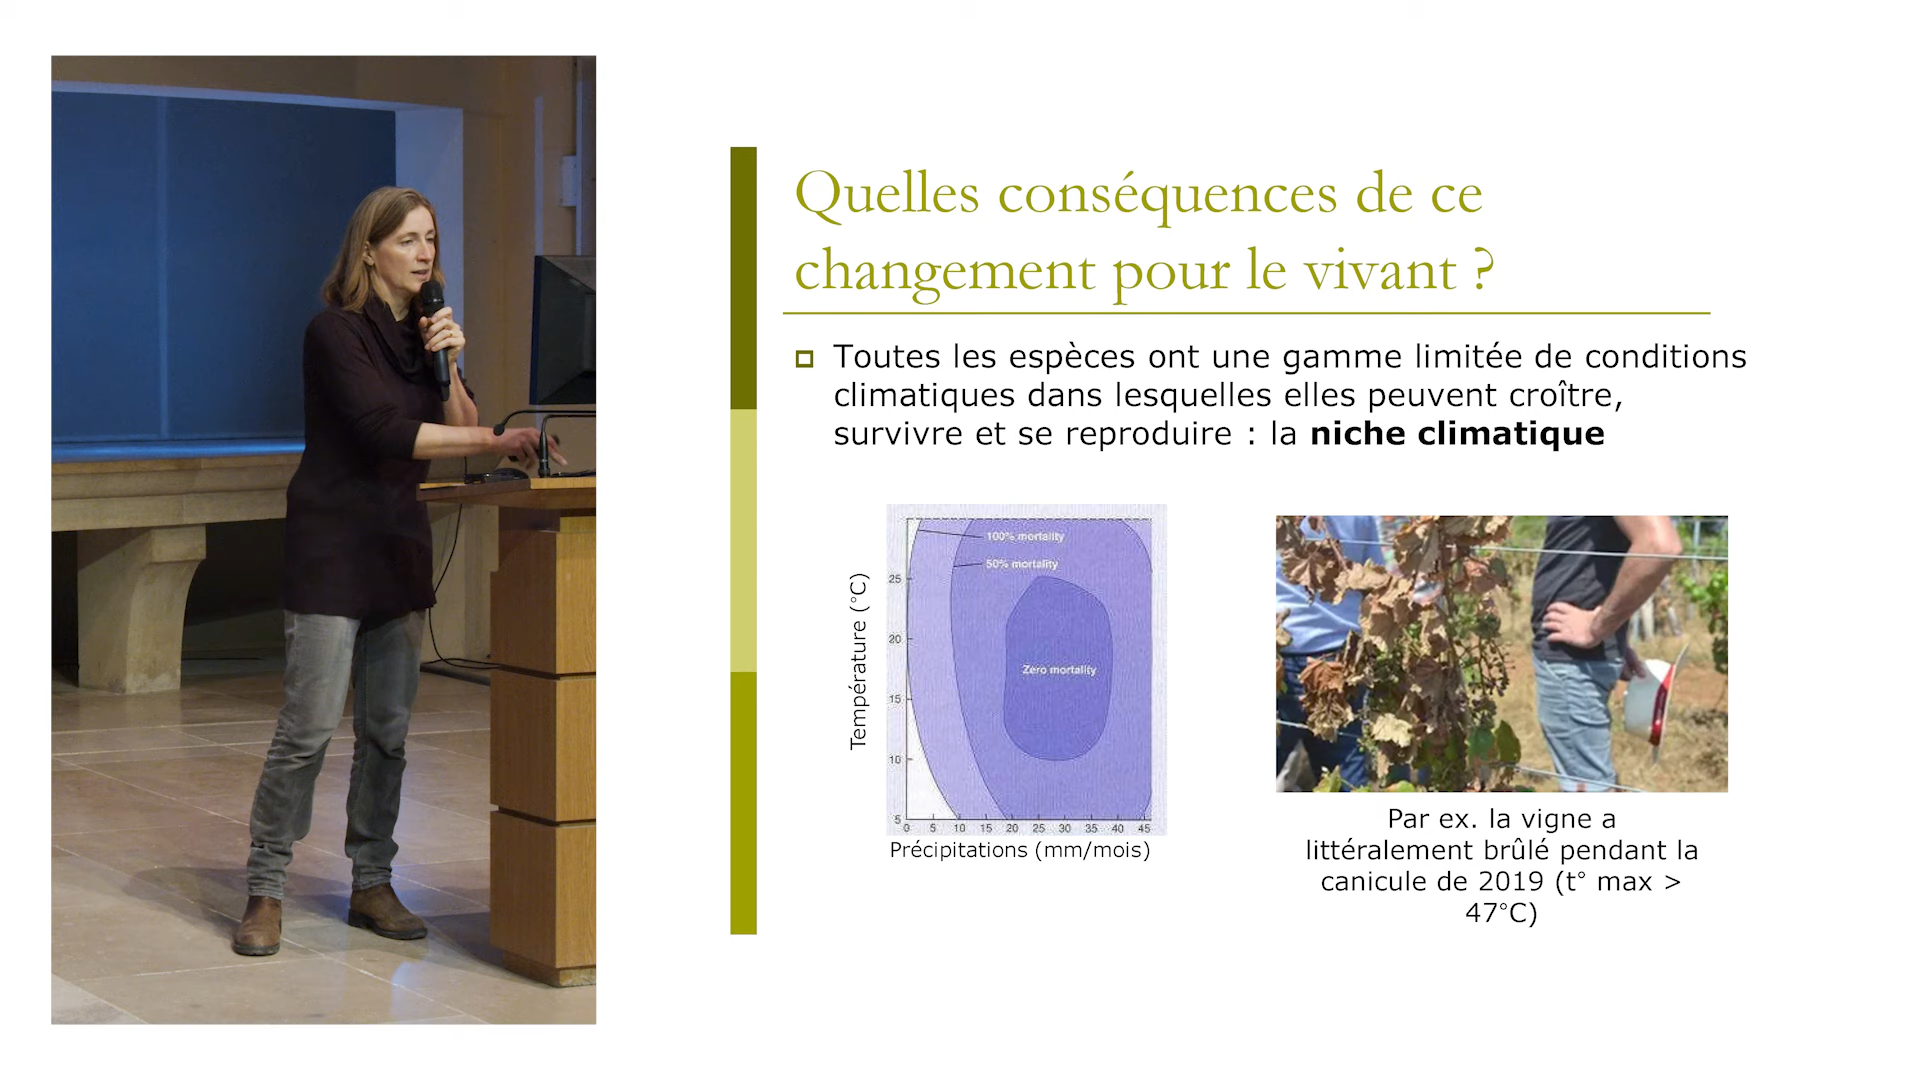 Quelles conséquences de ce
changement pour le vivant ?
Toutes les espèces ont une gamme limitée de conditions
climatiques dans lesquelles elles peuvent croître,
survivre et se reproduire : la niche climatique
Température (°C)
100% mortality
50% mortality
Zero mortality
25
20
15
10
5
0 5 10 15 20 25 30 35 40 45
Précipitations (mm/mois)
Par ex. la vigne a
littéralement brûlé pendant la
canicule de 2019 (t° max >
47°C)